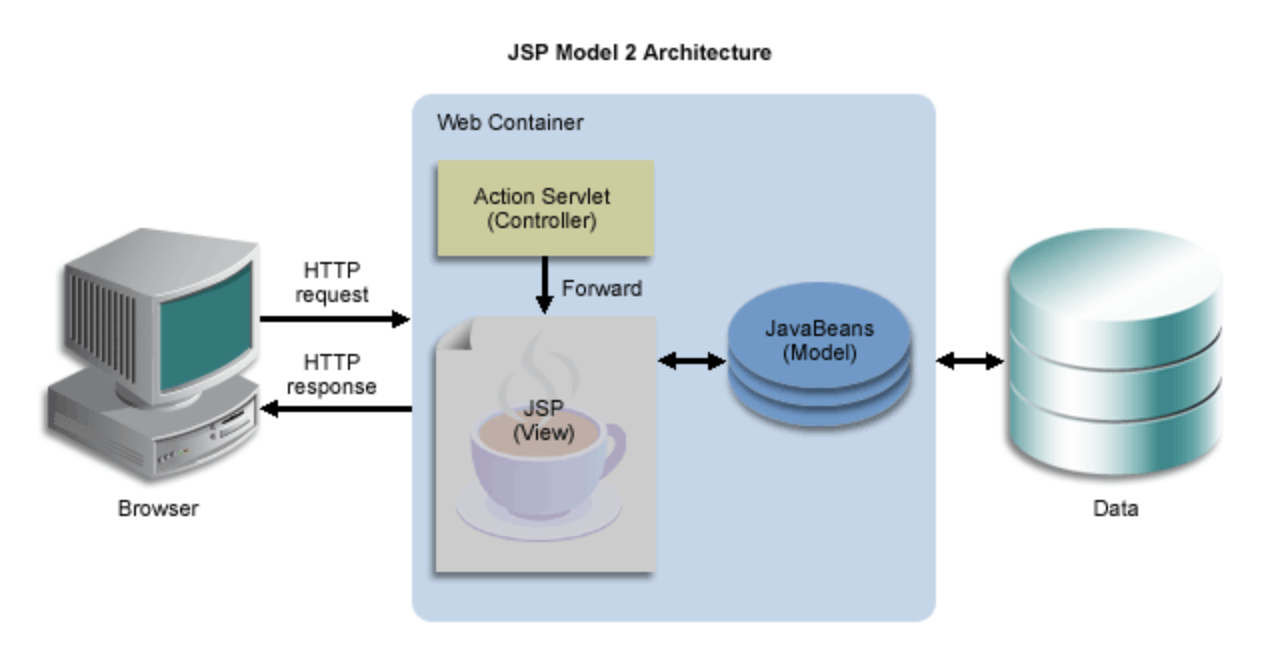 JSP Model 2 Architecture
Web Container
Action Servlet
(Controller)
HTTP
request
Forward
JavaBeans
(Model)
HTTP
response
JSP
(View)
Browser
Data